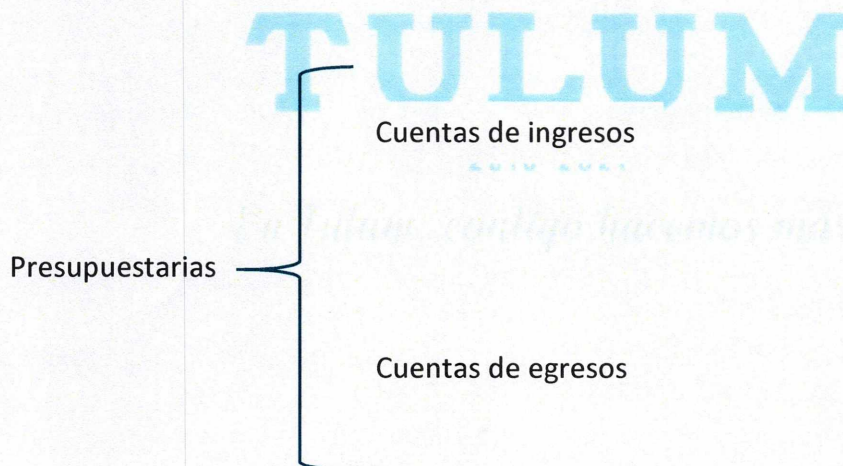 TULUM
Cuentas de ingresos
Presupuestarias
Cuentas de egresos